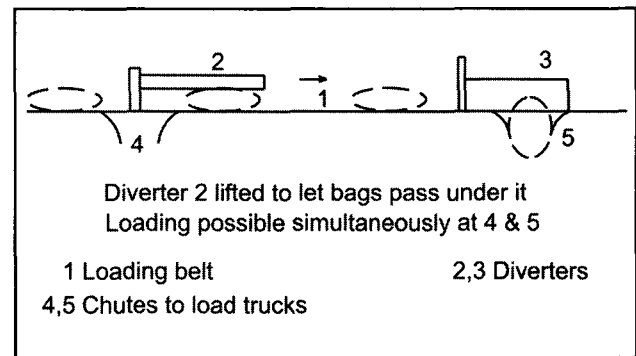 2
3
1
4
5
Diverter 2 lifted to let bags pass under it
Loading possible simultaneously at 4 & 5
1 Loading belt
2,3 Diverters
4,5 Chutes to load trucks